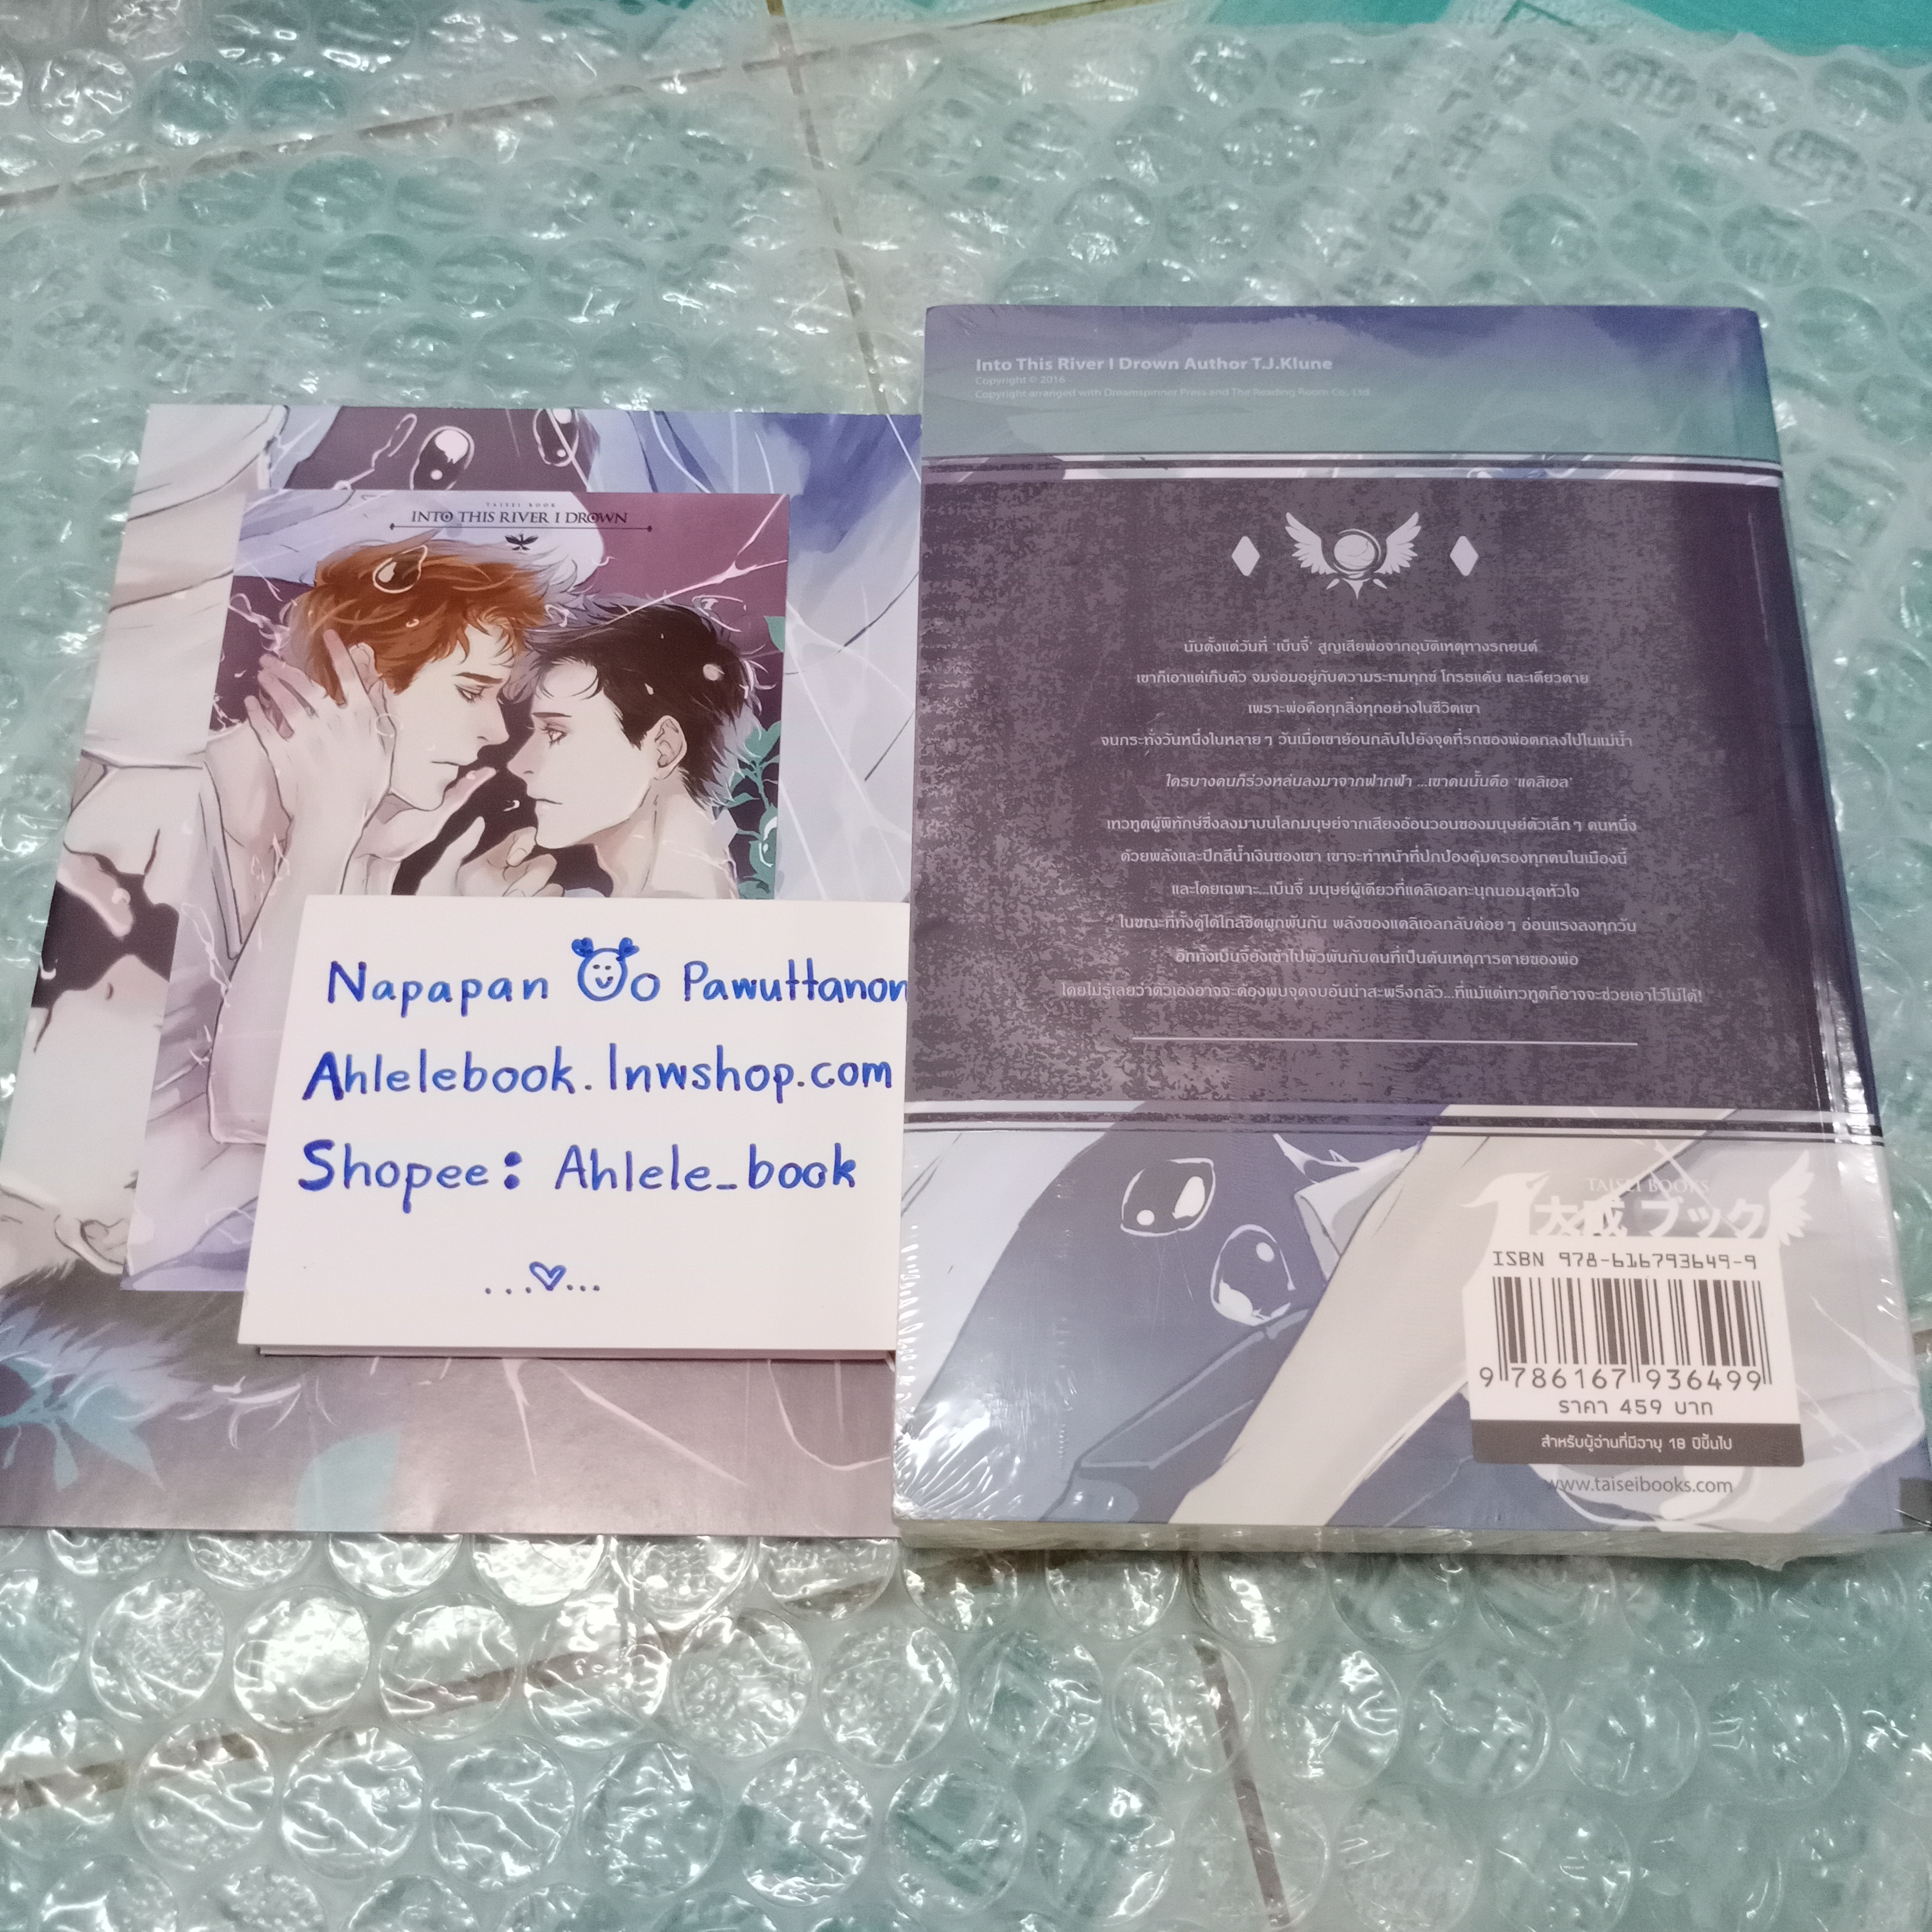 TAISEI BOOK
INTO THIS RIVER I DROWN
Napapan Oo Pawuttanon
Ahlelebook.lnwshop.com
Shopee: Ahlele_book
Into This River I Drown Author T.J.Klune
Copyright © 2016
Copyright arranged with Dreamspinner Press and The Reading Room Co., Ltd.
นับตั้งแต่วันที่ 'เบ็นจี้' สูญเสียพ่อจากอุบัติเหตุทางรถยนต์
เขาก็เอาแต่เก็บตัว จมจ่อมอยู่กับความระทมทุกข์ โกรธแค้น และเดียวดาย
เพราะพ่อคือทุกสิ่งทุกอย่างในชีวิตเขา
จนกระทั่งวันหนึ่งในหลาย ๆ วันเมื่อเขาย้อนกลับไปยังจุดที่รถของพ่อตกลงไปในแม่น้ำ
ใครบางคนก็ร่วงหล่นลงมาจากฟากฟ้า ...เขาคนนั้นคือ 'แคลิเอล'
เทวทูตผู้พิทักษ์ซึ่งลงมาบนโลกมนุษย์จากเสียงอ้อนวอนของมนุษย์ตัวเล็ก ๆ คนหนึ่ง
ด้วยพลังและปีกสีน้ำเงินของเขา เขาจะทำหน้าที่ปกป้องคุ้มครองทุกคนในเมืองนี้
และโดยเฉพาะ...เบ็นจี้ มนุษย์ผู้เดียวที่แคลิเอลทะนุถนอมสุดหัวใจ
ในขณะที่ทั้งคู่ได้ใกล้ชิดผูกพันกัน พลังของแคลิเอลกลับค่อย ๆ อ่อนแรงลงทุกวัน
อีกทั้งเบ็นจี้ยังเข้าไปพัวพันกับคนที่เป็นต้นเหตุการตายของพ่อ
โดยไม่รู้เลยว่าตัวเองอาจจะต้องพบจุดจบอันน่าสะพรึงกลัว...ที่แม้แต่เทวทูตก็อาจจะช่วยเอาไว้ไม่ได้!
TAISEI BOOKS
大成 ブック
ISBN 978-616793649-9
9 786167 936499
ราคา 459 บาท
สำหรับผู้อ่านที่มีอายุ 18 ปีขึ้นไป
www.taiseibooks.com